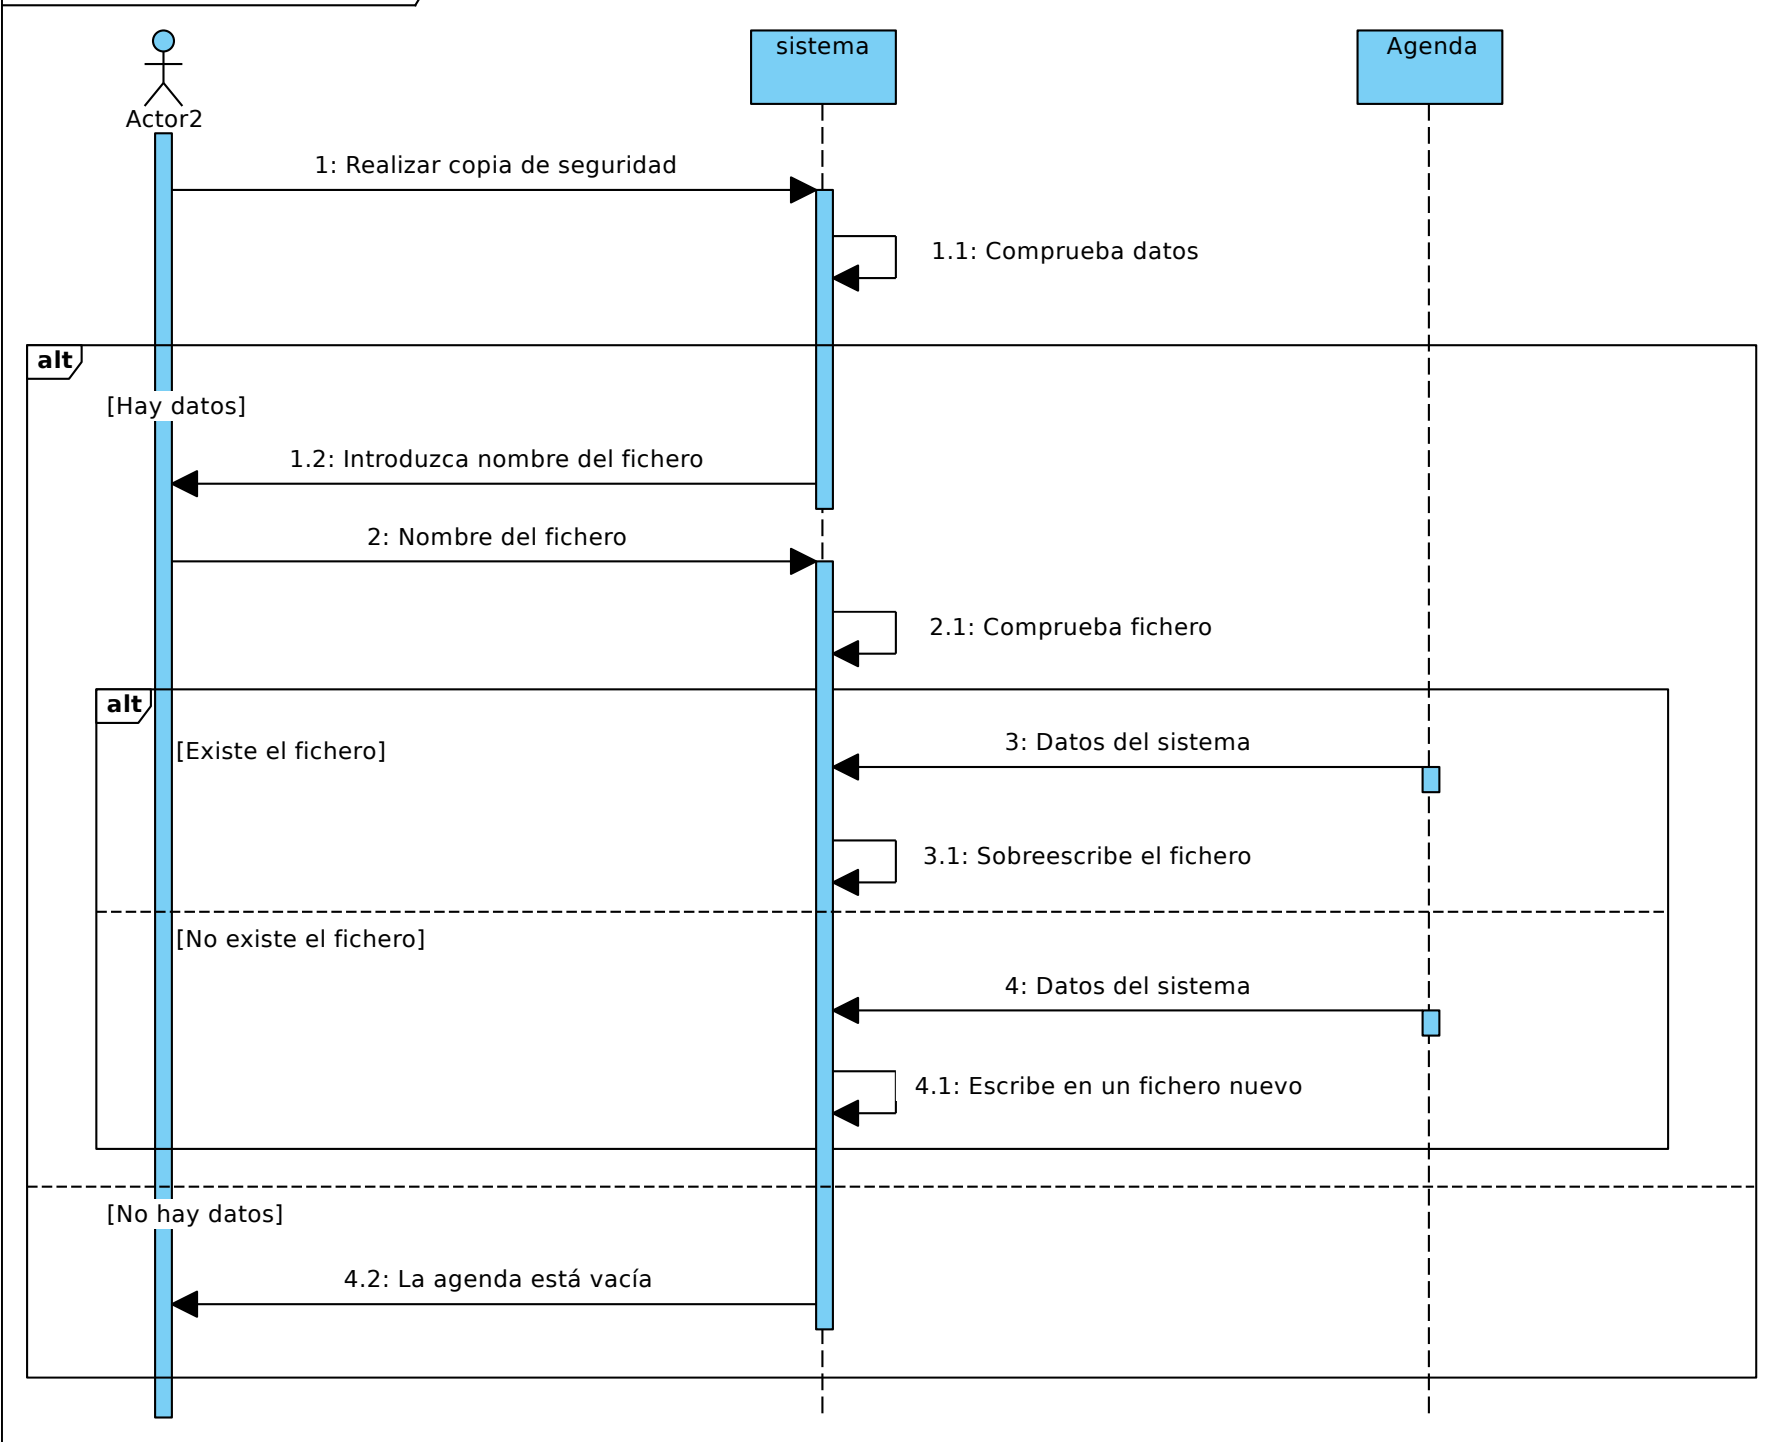 sistema
Agenda
Actor2
1: Realizar copia de seguridad
1.1: Comprueba datos
alt
[Hay datos]
1.2: Introduzca nombre del fichero
2: Nombre del fichero
2.1: Comprueba fichero
alt
[Existe el fichero]
3: Datos del sistema
3.1: Sobreescribe el fichero
[No existe el fichero]
4: Datos del sistema
4.1: Escribe en un fichero nuevo
[No hay datos]
4.2: La agenda está vacía